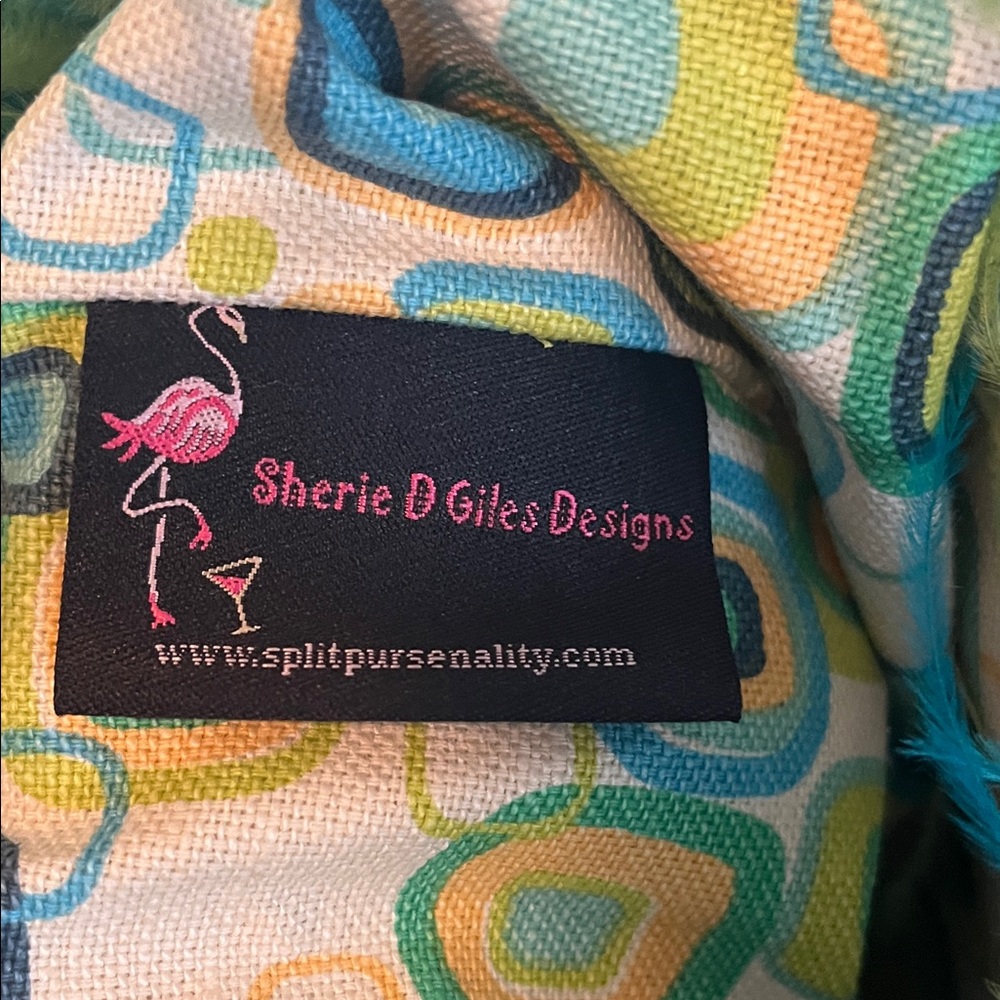 Sherie D Giles Designs
www.splitpursenality.com